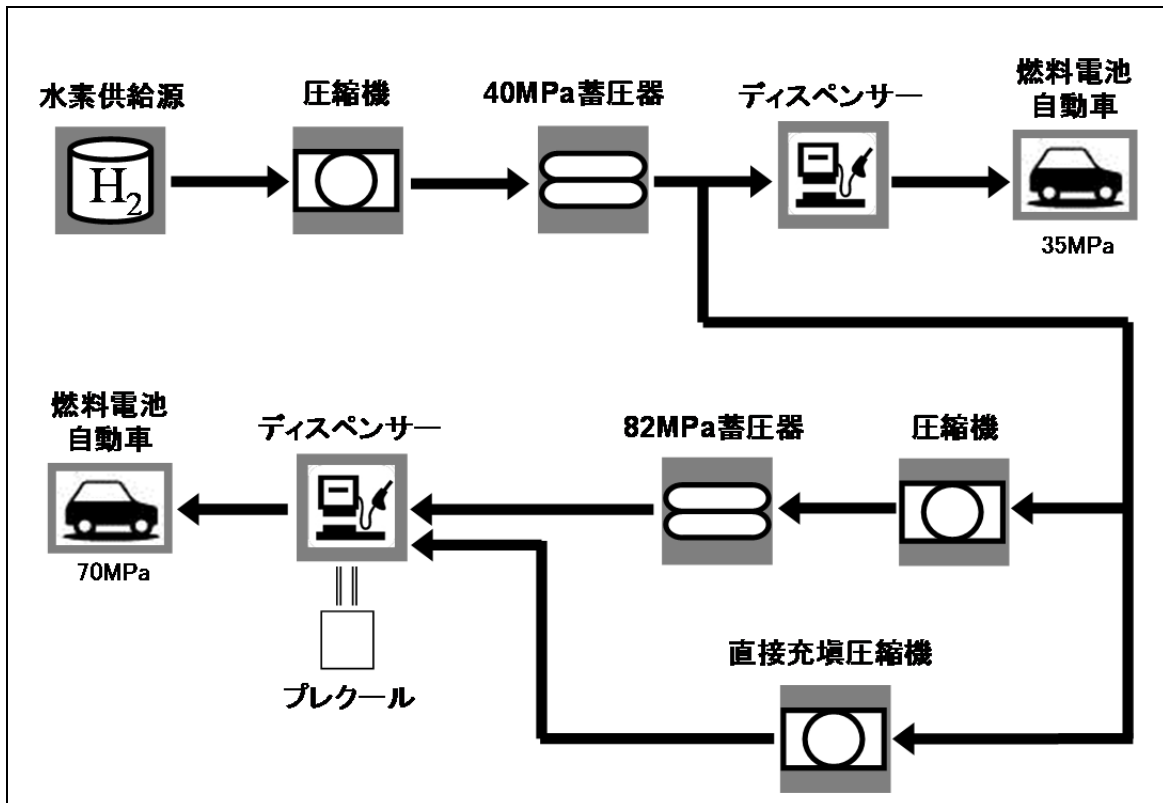 水素供給源
圧縮機
40MPa蓄圧器
ディスペンサー
燃料電池
自動車
H2
35MPa
燃料電池
自動車
ディスペンサー
82MPa蓄圧器
圧縮機
70MPa
プレクール
直接充塡圧縮機